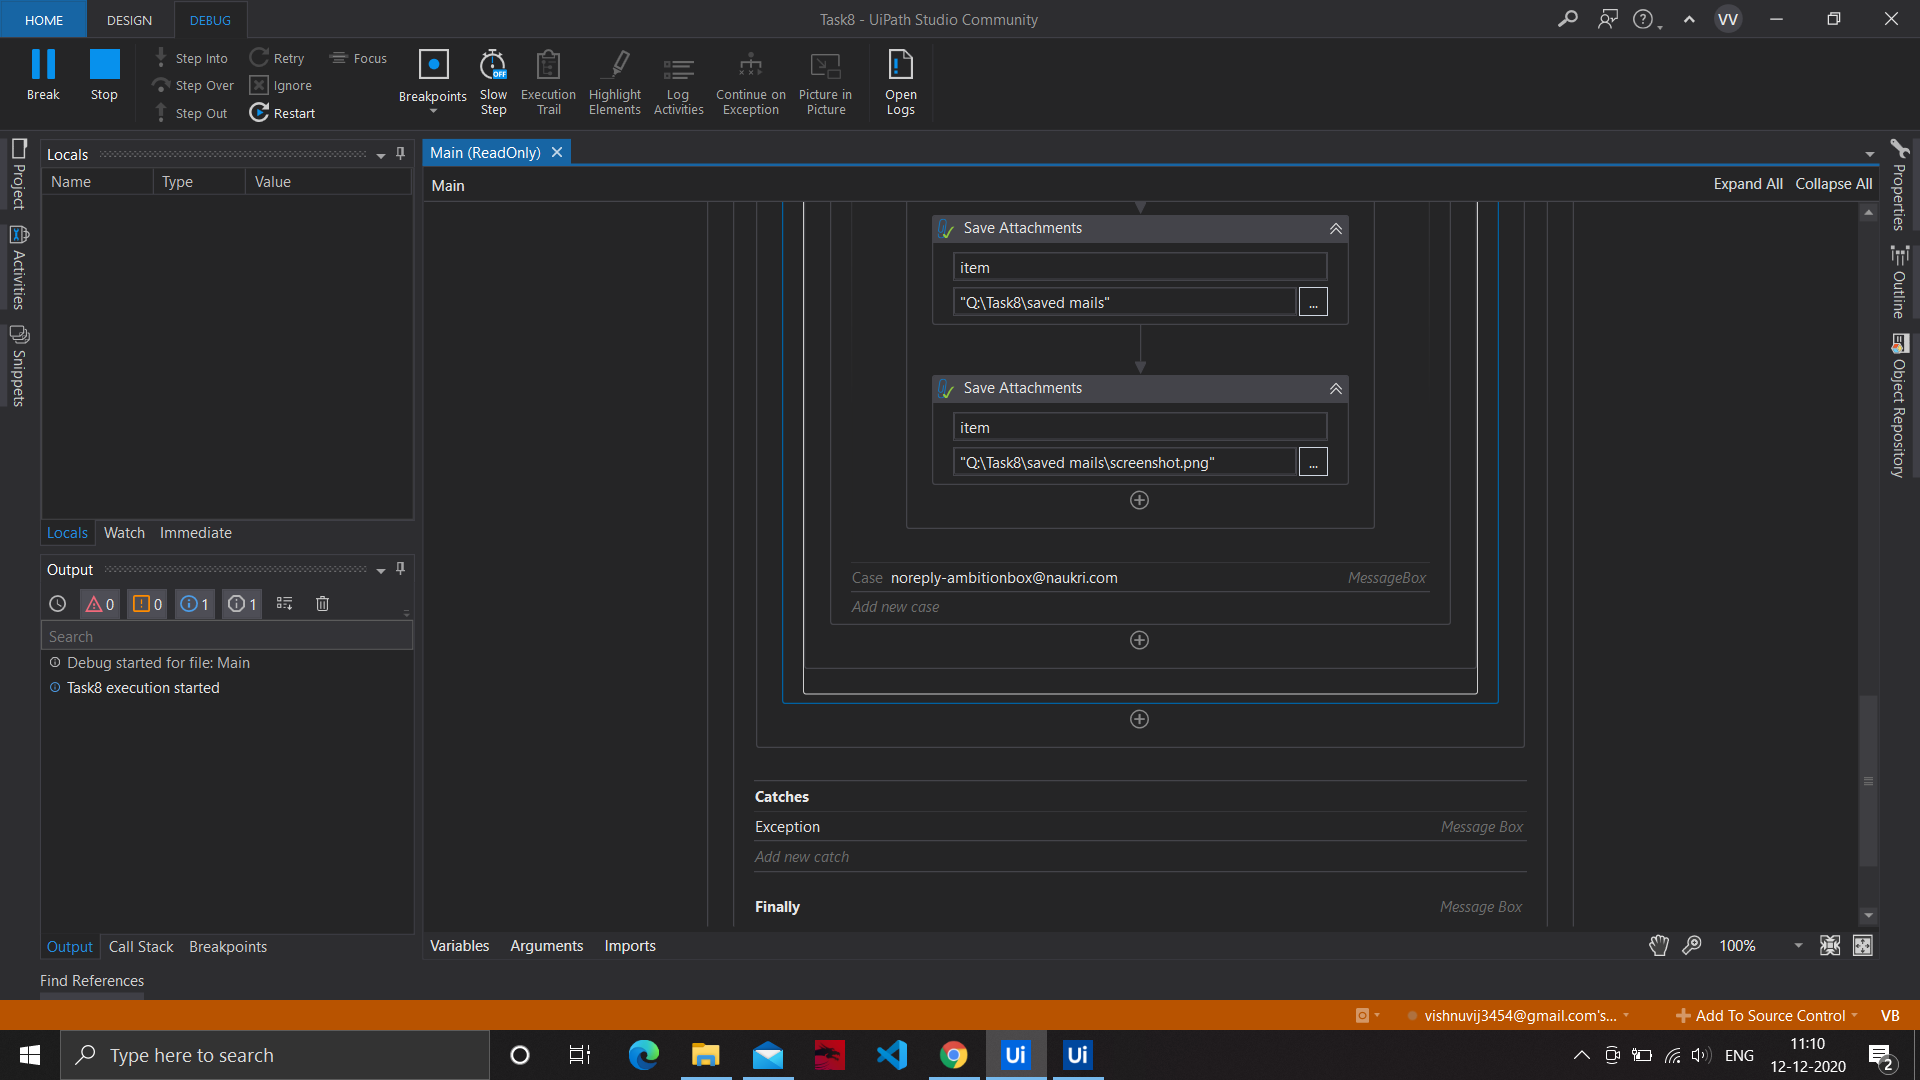 HOME DESIGN DEBUG Task8 - UiPath Studio Community VV
Break
Stop
Step Into
Step Over
Step Out
Retry
Ignore
Restart
Focus
Breakpoints
Slow Step
OFF
Execution Trail
Highlight Elements
Log Activities
Continue on Exception
Picture in Picture
Open Logs
Project
Activities
Snippets
Locals
Name Type Value
Locals Watch Immediate
Output
0 0 1 1
Search
Debug started for file: Main
Task8 execution started
Output Call Stack Breakpoints
Find References
Main (ReadOnly)
Main Expand All Collapse All
Save Attachments
item
"Q:\Task8\saved mails" ...
Save Attachments
item
"Q:\Task8\saved mails\screenshot.png" ...
Case noreply-ambitionbox@naukri.com MessageBox
Add new case
Catches
Exception Message Box
Add new catch
Finally Message Box
Variables Arguments Imports 100%
Properties
Outline
Object Repository
vishnuvij3454@gmail.com's... Add To Source Control VB
Type here to search
Ui Ui
ENG
11:10
12-12-2020
2